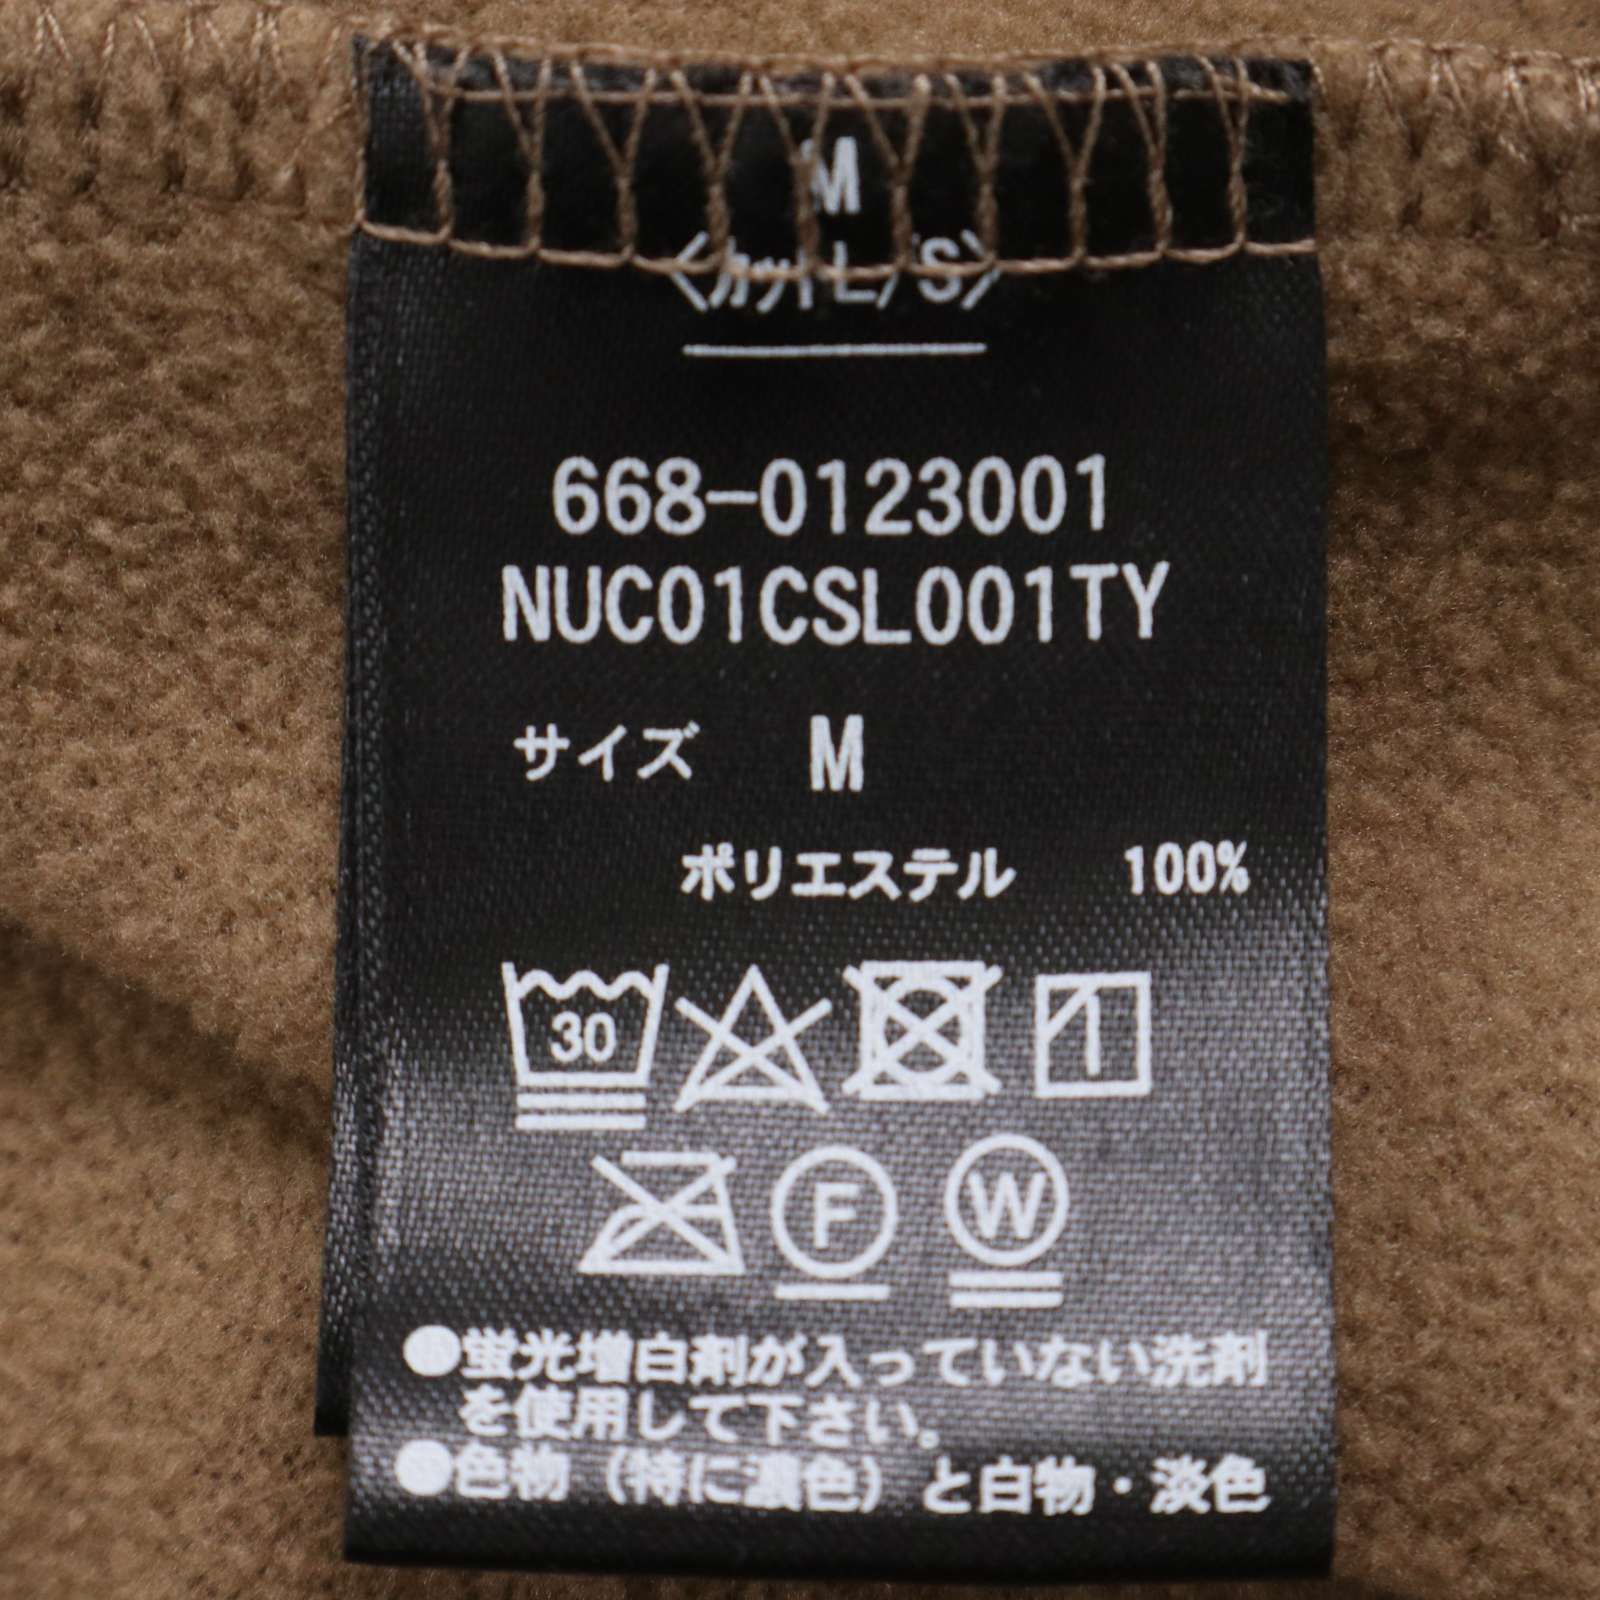 M
〈カットL/S〉
668-0123001
NUC01CSL001TY
サイズ M
ポリエステル 100%
30
F W
●蛍光増白剤が入っていない洗剤
を使用して下さい。
●色物（特に濃色）と白物・淡色